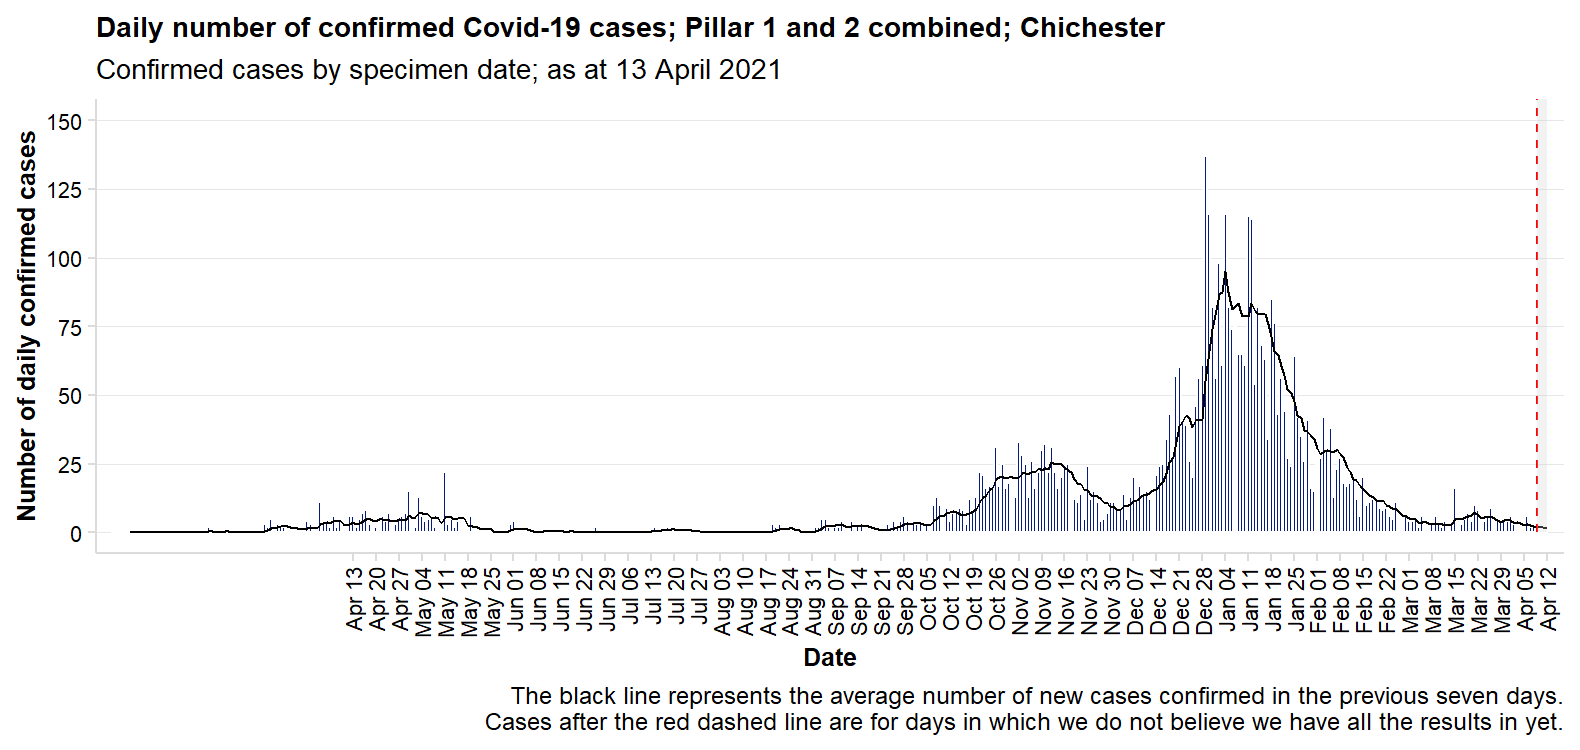 Daily number of confirmed Covid-19 cases; Pillar 1 and 2 combined; Chichester
Confirmed cases by specimen date; as at 13 April 2021
Number of daily confirmed cases
150
125
100
75
50
25
0
Apr 13
Apr 20
Apr 27
May 04
May 11
May 18
May 25
Jun 01
Jun 08
Jun 15
Jun 22
Jun 29
Jul 06
Jul 13
Jul 20
Jul 27
Aug 03
Aug 10
Aug 17
Aug 24
Aug 31
Sep 07
Sep 14
Sep 21
Sep 28
Oct 05
Oct 12
Oct 19
Oct 26
Nov 02
Nov 09
Nov 16
Nov 23
Nov 30
Dec 07
Dec 14
Dec 21
Dec 28
Jan 04
Jan 11
Jan 18
Jan 25
Feb 01
Feb 08
Feb 15
Feb 22
Mar 01
Mar 08
Mar 15
Mar 22
Mar 29
Apr 05
Apr 12
Date
The black line represents the average number of new cases confirmed in the previous seven days.
Cases after the red dashed line are for days in which we do not believe we have all the results in yet.